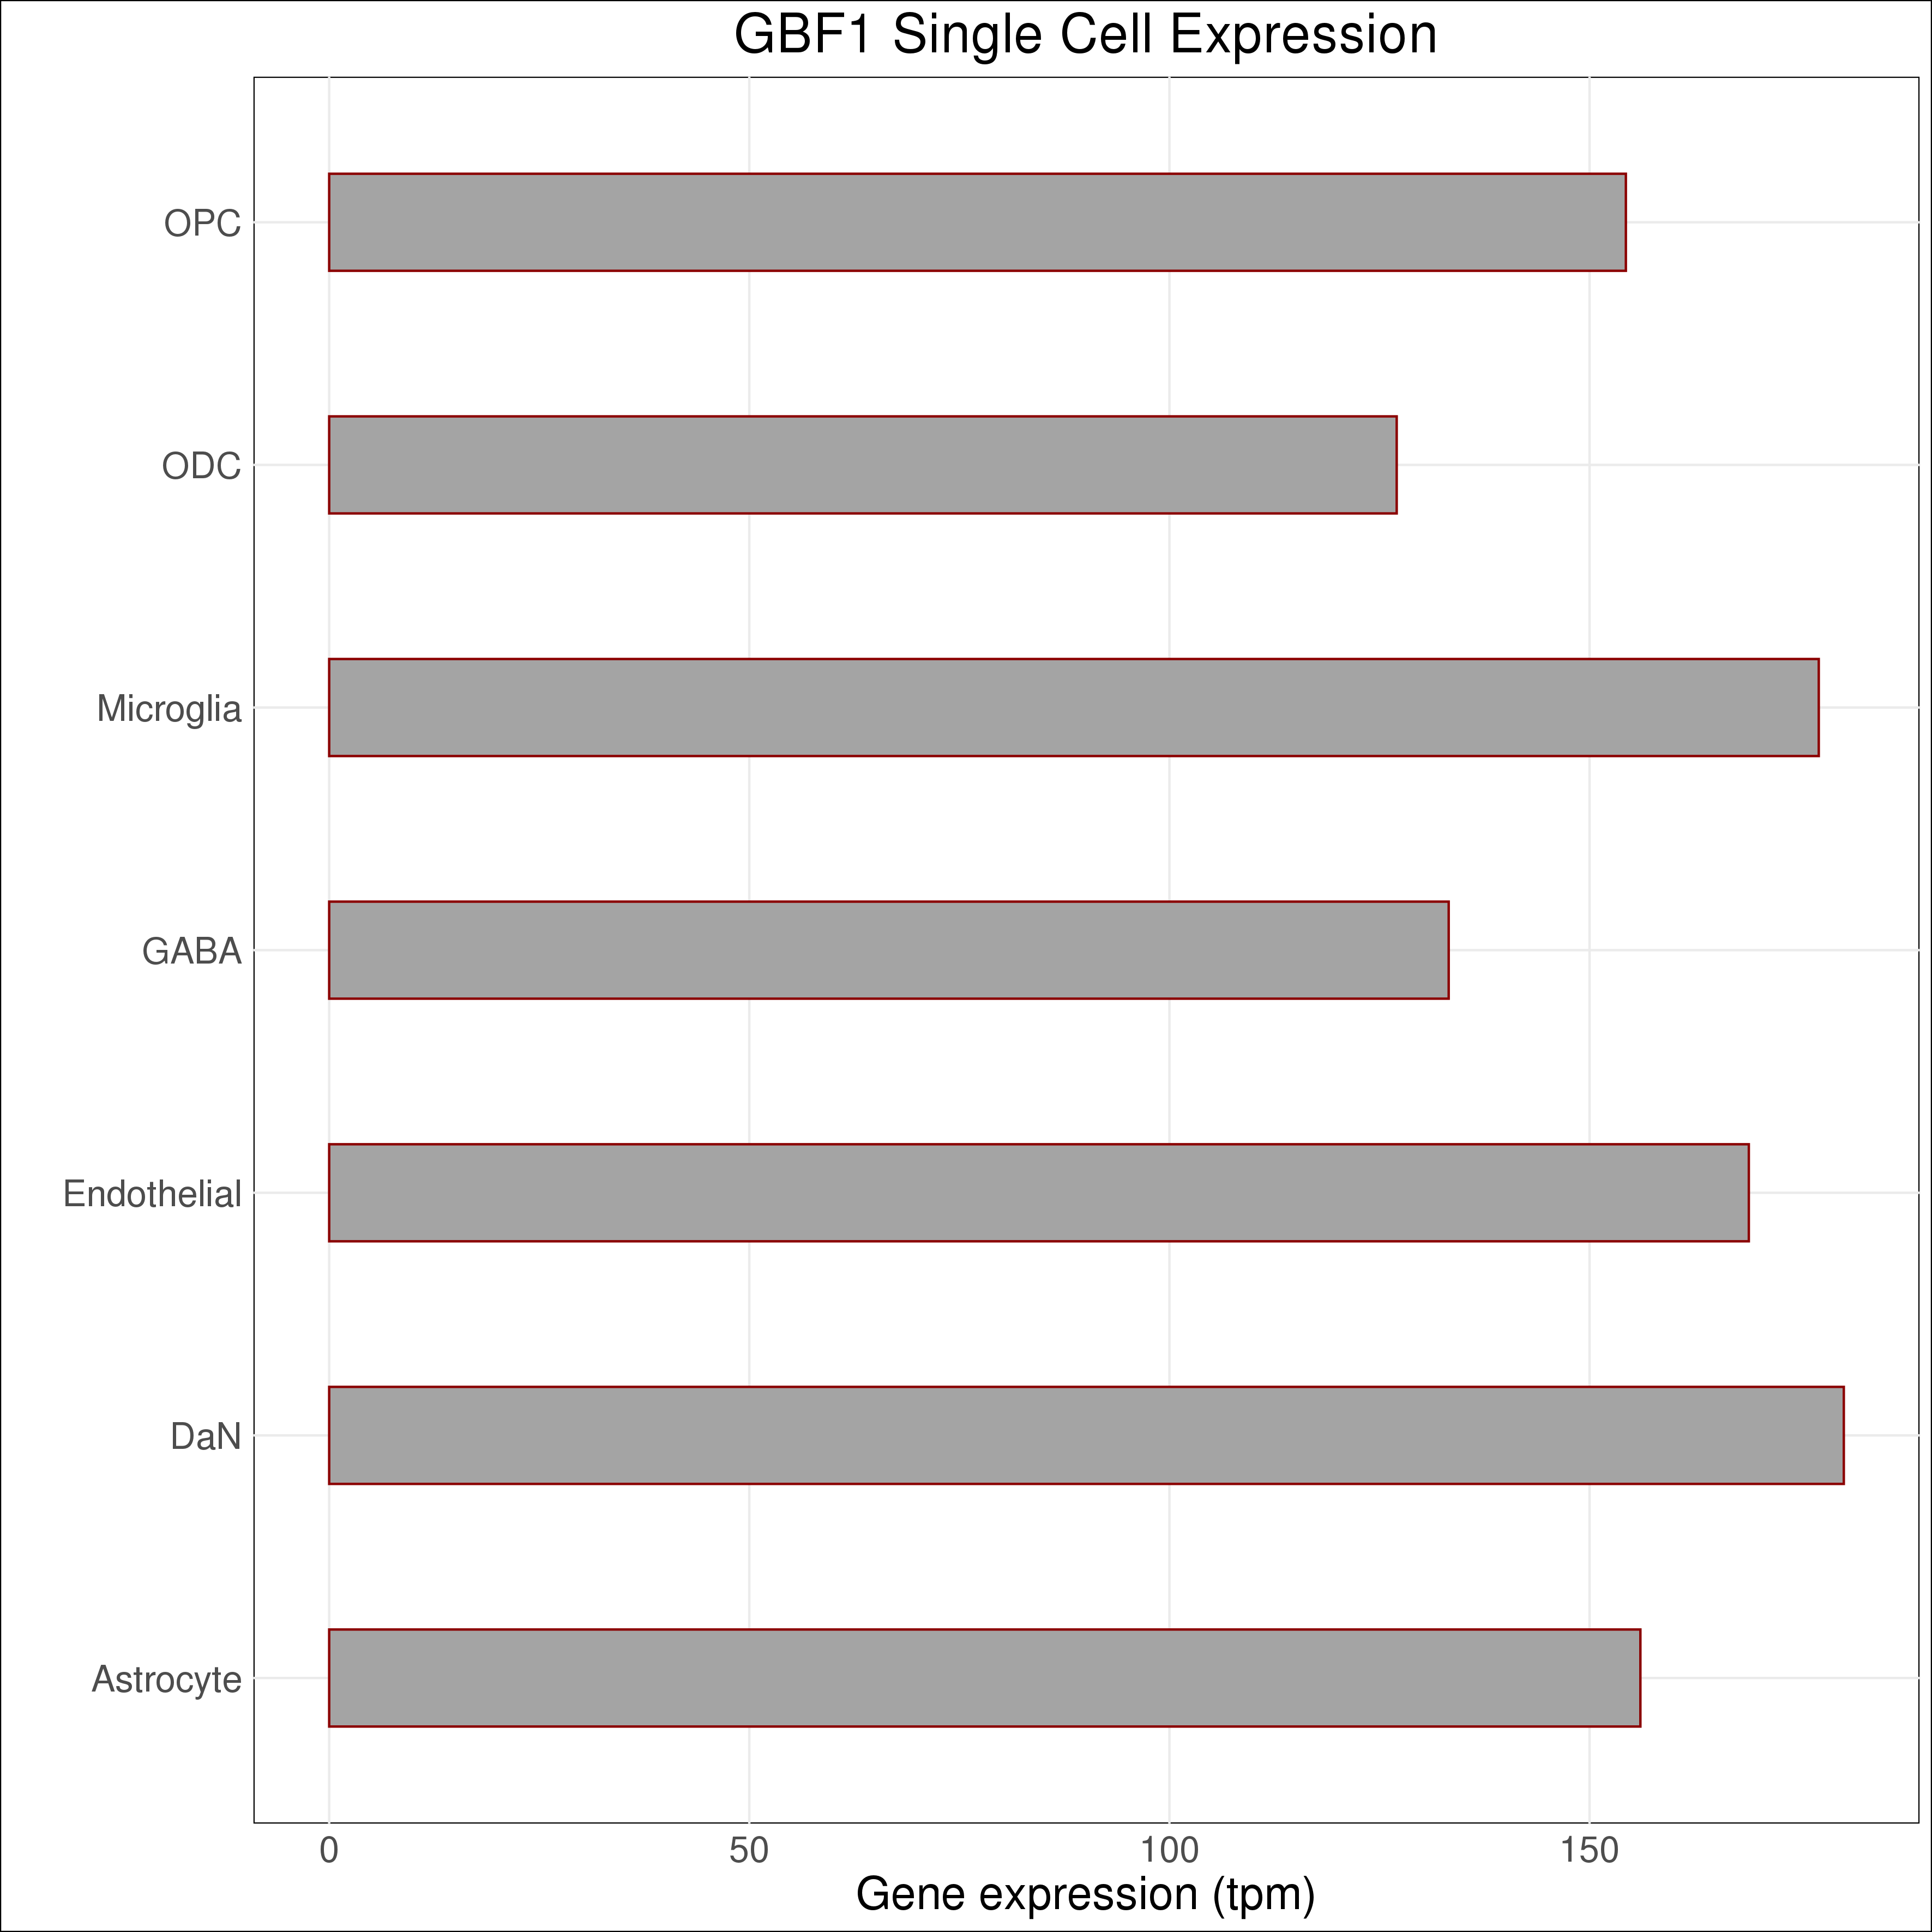 GBF1 Single Cell Expression
OPC
ODC
Microglia
GABA
Endothelial
DaN
Astrocyte
0 50 100 150
Gene expression (tpm)